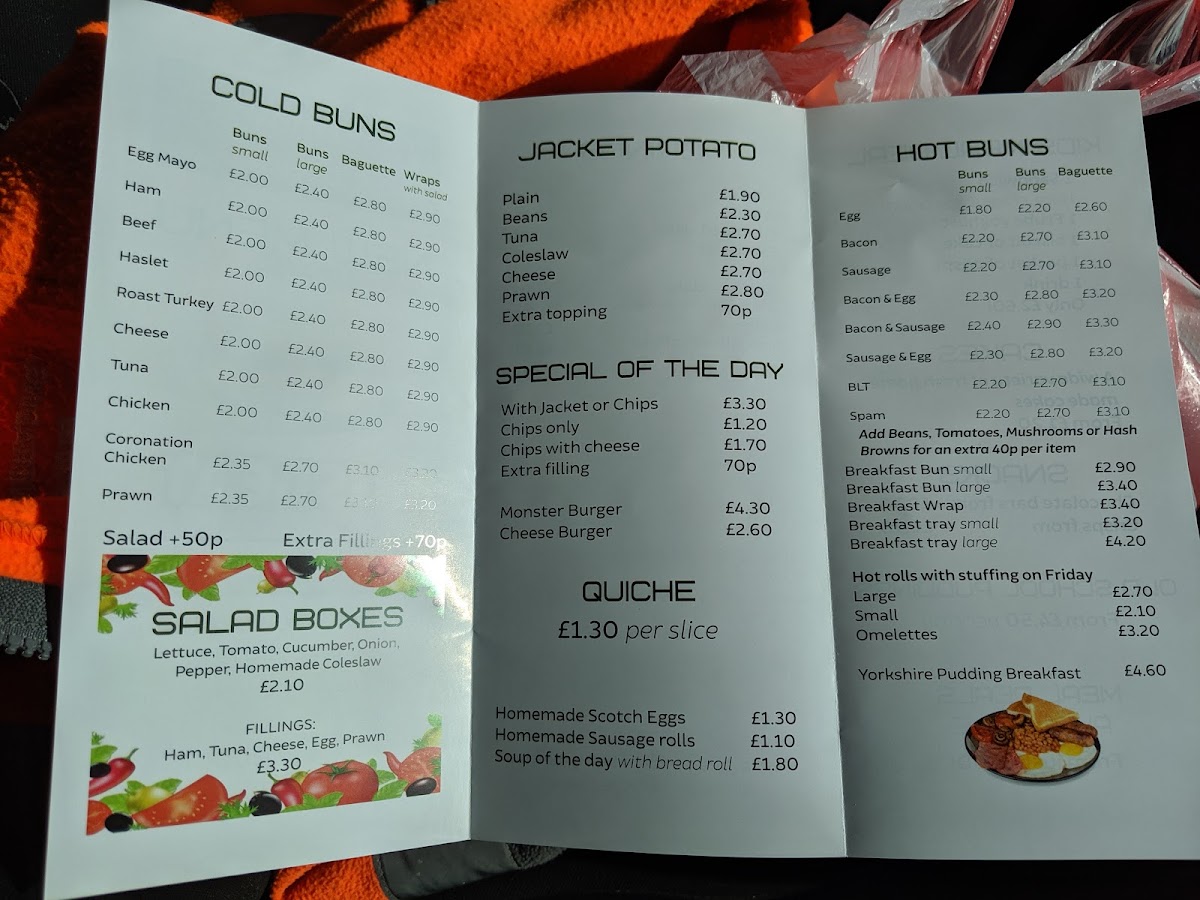 COLD BUNS
Buns small Buns large Baguette Wraps with salad
Egg Mayo £2.00 £2.40 £2.80 £2.90
Ham £2.00 £2.40 £2.80 £2.90
Beef £2.00 £2.40 £2.80 £2.90
Haslet £2.00 £2.40 £2.80 £2.90
Roast Turkey £2.00 £2.40 £2.80 £2.90
Cheese £2.00 £2.40 £2.80 £2.90
Tuna £2.00 £2.40 £2.80 £2.90
Chicken £2.00 £2.40 £2.80 £2.90
Coronation
Chicken £2.35 £2.70 £3.10 £3.20
Prawn £2.35 £2.70 £3.20
Salad +50p Extra Fillings +70p
SALAD BOXES
Lettuce, Tomato, Cucumber, Onion,
Pepper, Homemade Coleslaw
£2.10
FILLINGS:
Ham, Tuna, Cheese, Egg, Prawn
£3.30
JACKET POTATO
Plain £1.90
Beans £2.30
Tuna £2.70
Coleslaw £2.70
Cheese £2.70
Prawn £2.80
Extra topping 70p
SPECIAL OF THE DAY
With Jacket or Chips £3.30
Chips only £1.20
Chips with cheese £1.70
Extra filling 70p
Monster Burger £4.30
Cheese Burger £2.60
QUICHE
£1.30 per slice
Homemade Scotch Eggs £1.30
Homemade Sausage rolls £1.10
Soup of the day with bread roll £1.80
HOT BUNS
Buns small Buns large Baguette
Egg £1.80 £2.20 £2.60
Bacon £2.20 £2.70 £3.10
Sausage £2.20 £2.70 £3.10
Bacon & Egg £2.30 £2.80 £3.20
Bacon & Sausage £2.40 £2.90 £3.30
Sausage & Egg £2.30 £2.80 £3.20
BLT £2.20 £2.70 £3.10
Spam £2.20 £2.70 £3.10
Add Beans, Tomatoes, Mushrooms or Hash
Browns for an extra 40p per item
Breakfast Bun small £2.90
Breakfast Bun large £3.40
Breakfast Wrap £3.40
Breakfast tray small £3.20
Breakfast tray large £4.20
Hot rolls with stuffing on Friday
Large £2.70
Small £2.10
Omelettes £3.20
Yorkshire Pudding Breakfast £4.60